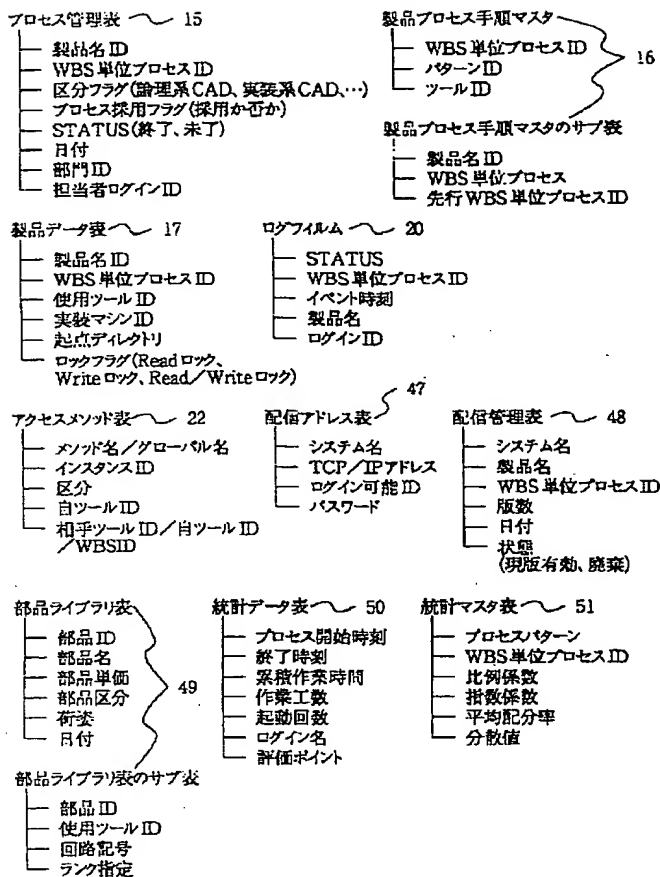 プロセス管理表 15
製品名ID
WBS単位プロセスID
区分フラグ(論理系CAD、実装系CAD、…)
プロセス採用フラグ(採用か否か)
STATUS(終了、未了)
日付
部門ID
担当者ログインID
製品プロセス手順マスタ
WBS単位プロセスID
パターンID
ツールID
16
製品プロセス手順マスタのサブ表
製品名ID
WBS単位プロセス
先行WBS単位プロセスID
製品データ表 17
製品名ID
WBS単位プロセスID
使用ツールID
実装マシンID
起点ディレクトリ
ロックフラグ(Readロック、
Writeロック、Read/Writeロック)
ログフィルム 20
STATUS
WBS単位プロセスID
イベント時刻
製品名
ログインID
アクセスメソッド表 22
メソッド名/グローバル名
インスタンスID
区分
自ツールID
相手ツールID/自ツールID
/WBSID
配信アドレス表 47
システム名
TCP/IPアドレス
ログイン可能ID
パスワード
配信管理表 48
システム名
製品名
WBS単位プロセスID
版数
日付
状態
(現版有効、廃棄)
部品ライブラリ表
部品ID
部品名
部品単価
部品区分
荷姿
日付
49
部品ライブラリ表のサブ表
部品ID
使用ツールID
回路記号
ランク指定
統計データ表 50
プロセス開始時刻
終了時刻
累積作業時間
作業工数
起動回数
ログイン名
評価ポイント
統計マスタ表 51
プロセスパターン
WBS単位プロセスID
比例係数
指数係数
平均配分率
分散値